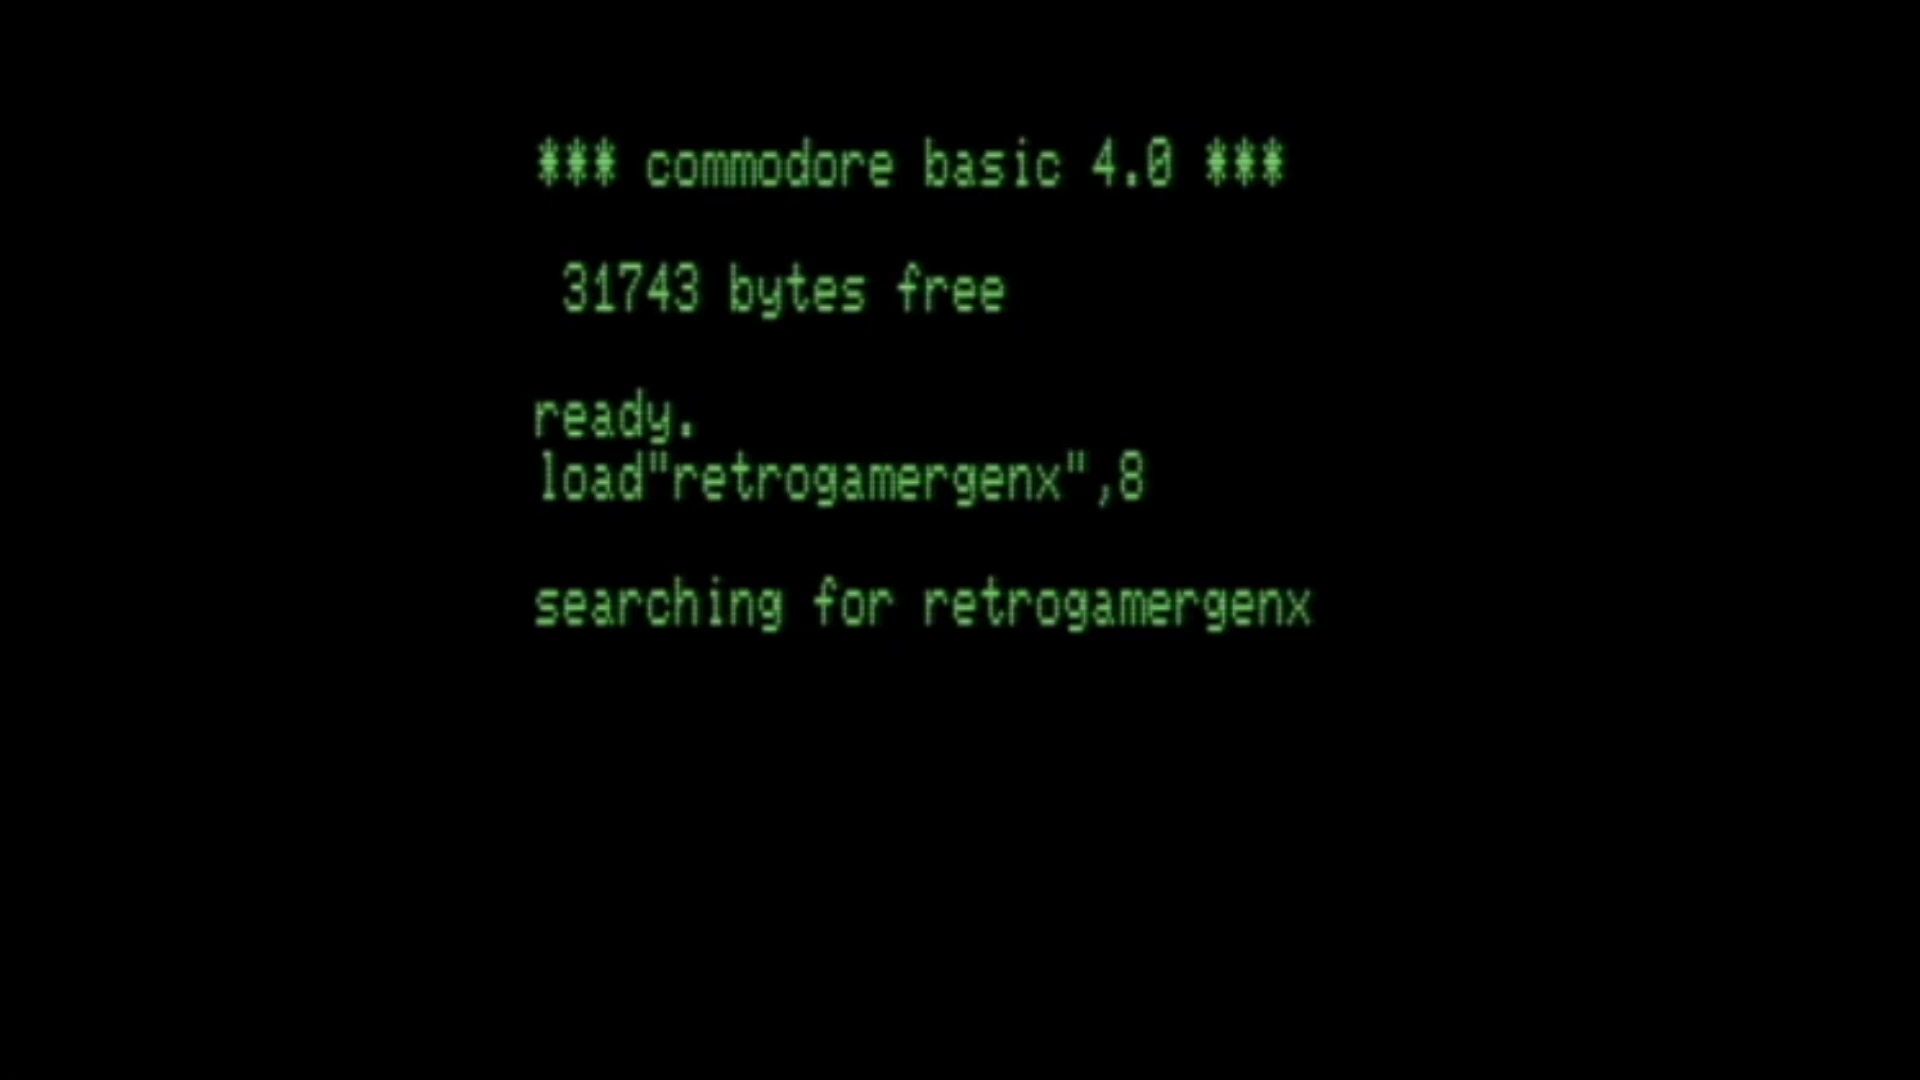 *** commodore basic 4.0 ***
31743 bytes free
ready.
load"retrogamergenx",8
searching for retrogamergenx